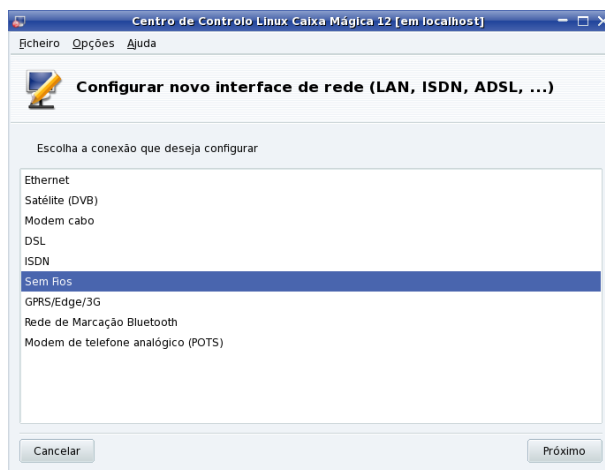 Centro de Controlo Linux Caixa Mágica 12 [em localhost]
Ficheiro Opções Ajuda
Configurar novo interface de rede (LAN, ISDN, ADSL, ...)
Escolha a conexão que deseja configurar
Ethernet
Satélite (DVB)
Modem cabo
DSL
ISDN
Sem Fios
GPRS/Edge/3G
Rede de Marcação Bluetooth
Modem de telefone analógico (POTS)
Cancelar Próximo